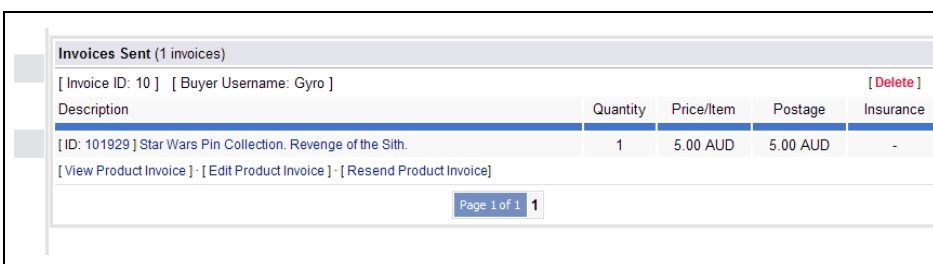 Invoices Sent (1 invoices)
[ Invoice ID: 10 ] [ Buyer Username: Gyro ] [ Delete ]
Description Quantity Price/Item Postage Insurance
[ ID: 101929 ] Star Wars Pin Collection. Revenge of the Sith. 1 5.00 AUD 5.00 AUD -
[ View Product Invoice ] · [ Edit Product Invoice ] · [ Resend Product Invoice]
Page 1 of 1 1